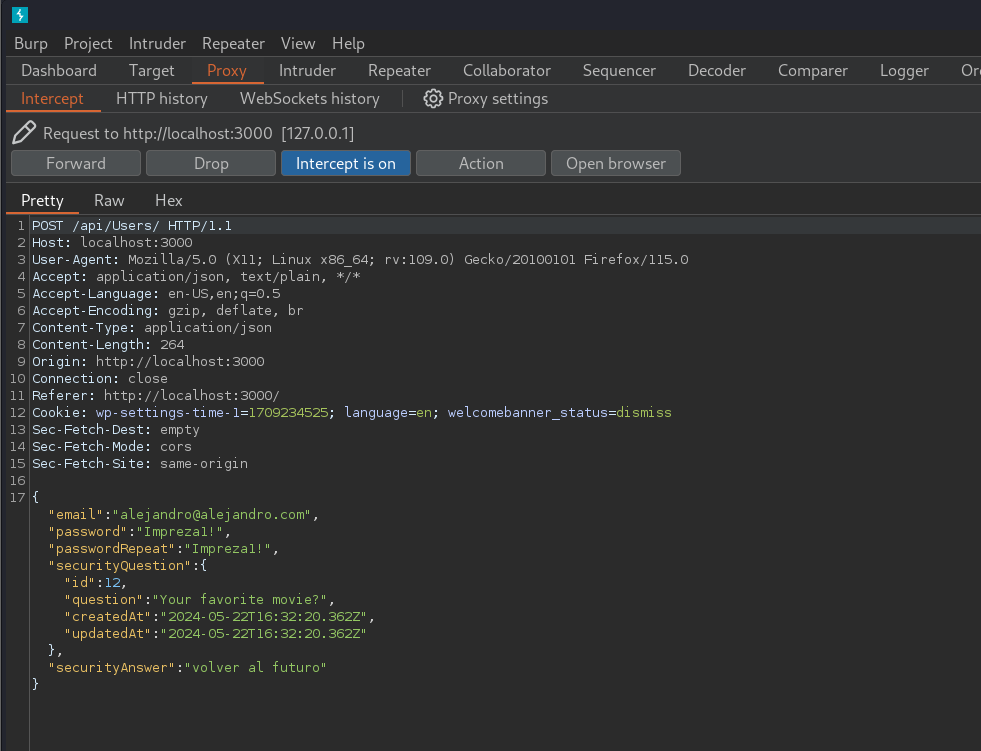 Burp Project Intruder Repeater View Help
Dashboard Target Proxy Intruder Repeater Collaborator Sequencer Decoder Comparer Logger Or
Intercept HTTP history WebSockets history Proxy settings
Request to http://localhost:3000 [127.0.0.1]
Forward Drop Intercept is on Action Open browser
Pretty Raw Hex
1 POST /api/Users/ HTTP/1.1
2 Host: localhost:3000
3 User-Agent: Mozilla/5.0 (X11; Linux x86_64; rv:109.0) Gecko/20100101 Firefox/115.0
4 Accept: application/json, text/plain, */*
5 Accept-Language: en-US,en;q=0.5
6 Accept-Encoding: gzip, deflate, br
7 Content-Type: application/json
8 Content-Length: 264
9 Origin: http://localhost:3000
10 Connection: close
11 Referer: http://localhost:3000/
12 Cookie: wp-settings-time-1=1709234525; language=en; welcomebanner_status=dismiss
13 Sec-Fetch-Dest: empty
14 Sec-Fetch-Mode: cors
15 Sec-Fetch-Site: same-origin
16
17 {
"email":"alejandro@alejandro.com",
"password":"Impreza1!",
"passwordRepeat":"Impreza1!",
"securityQuestion":{
"id":12,
"question":"Your favorite movie?",
"createdAt":"2024-05-22T16:32:20.362Z",
"updatedAt":"2024-05-22T16:32:20.362Z"
},
"securityAnswer":"volver al futuro"
}